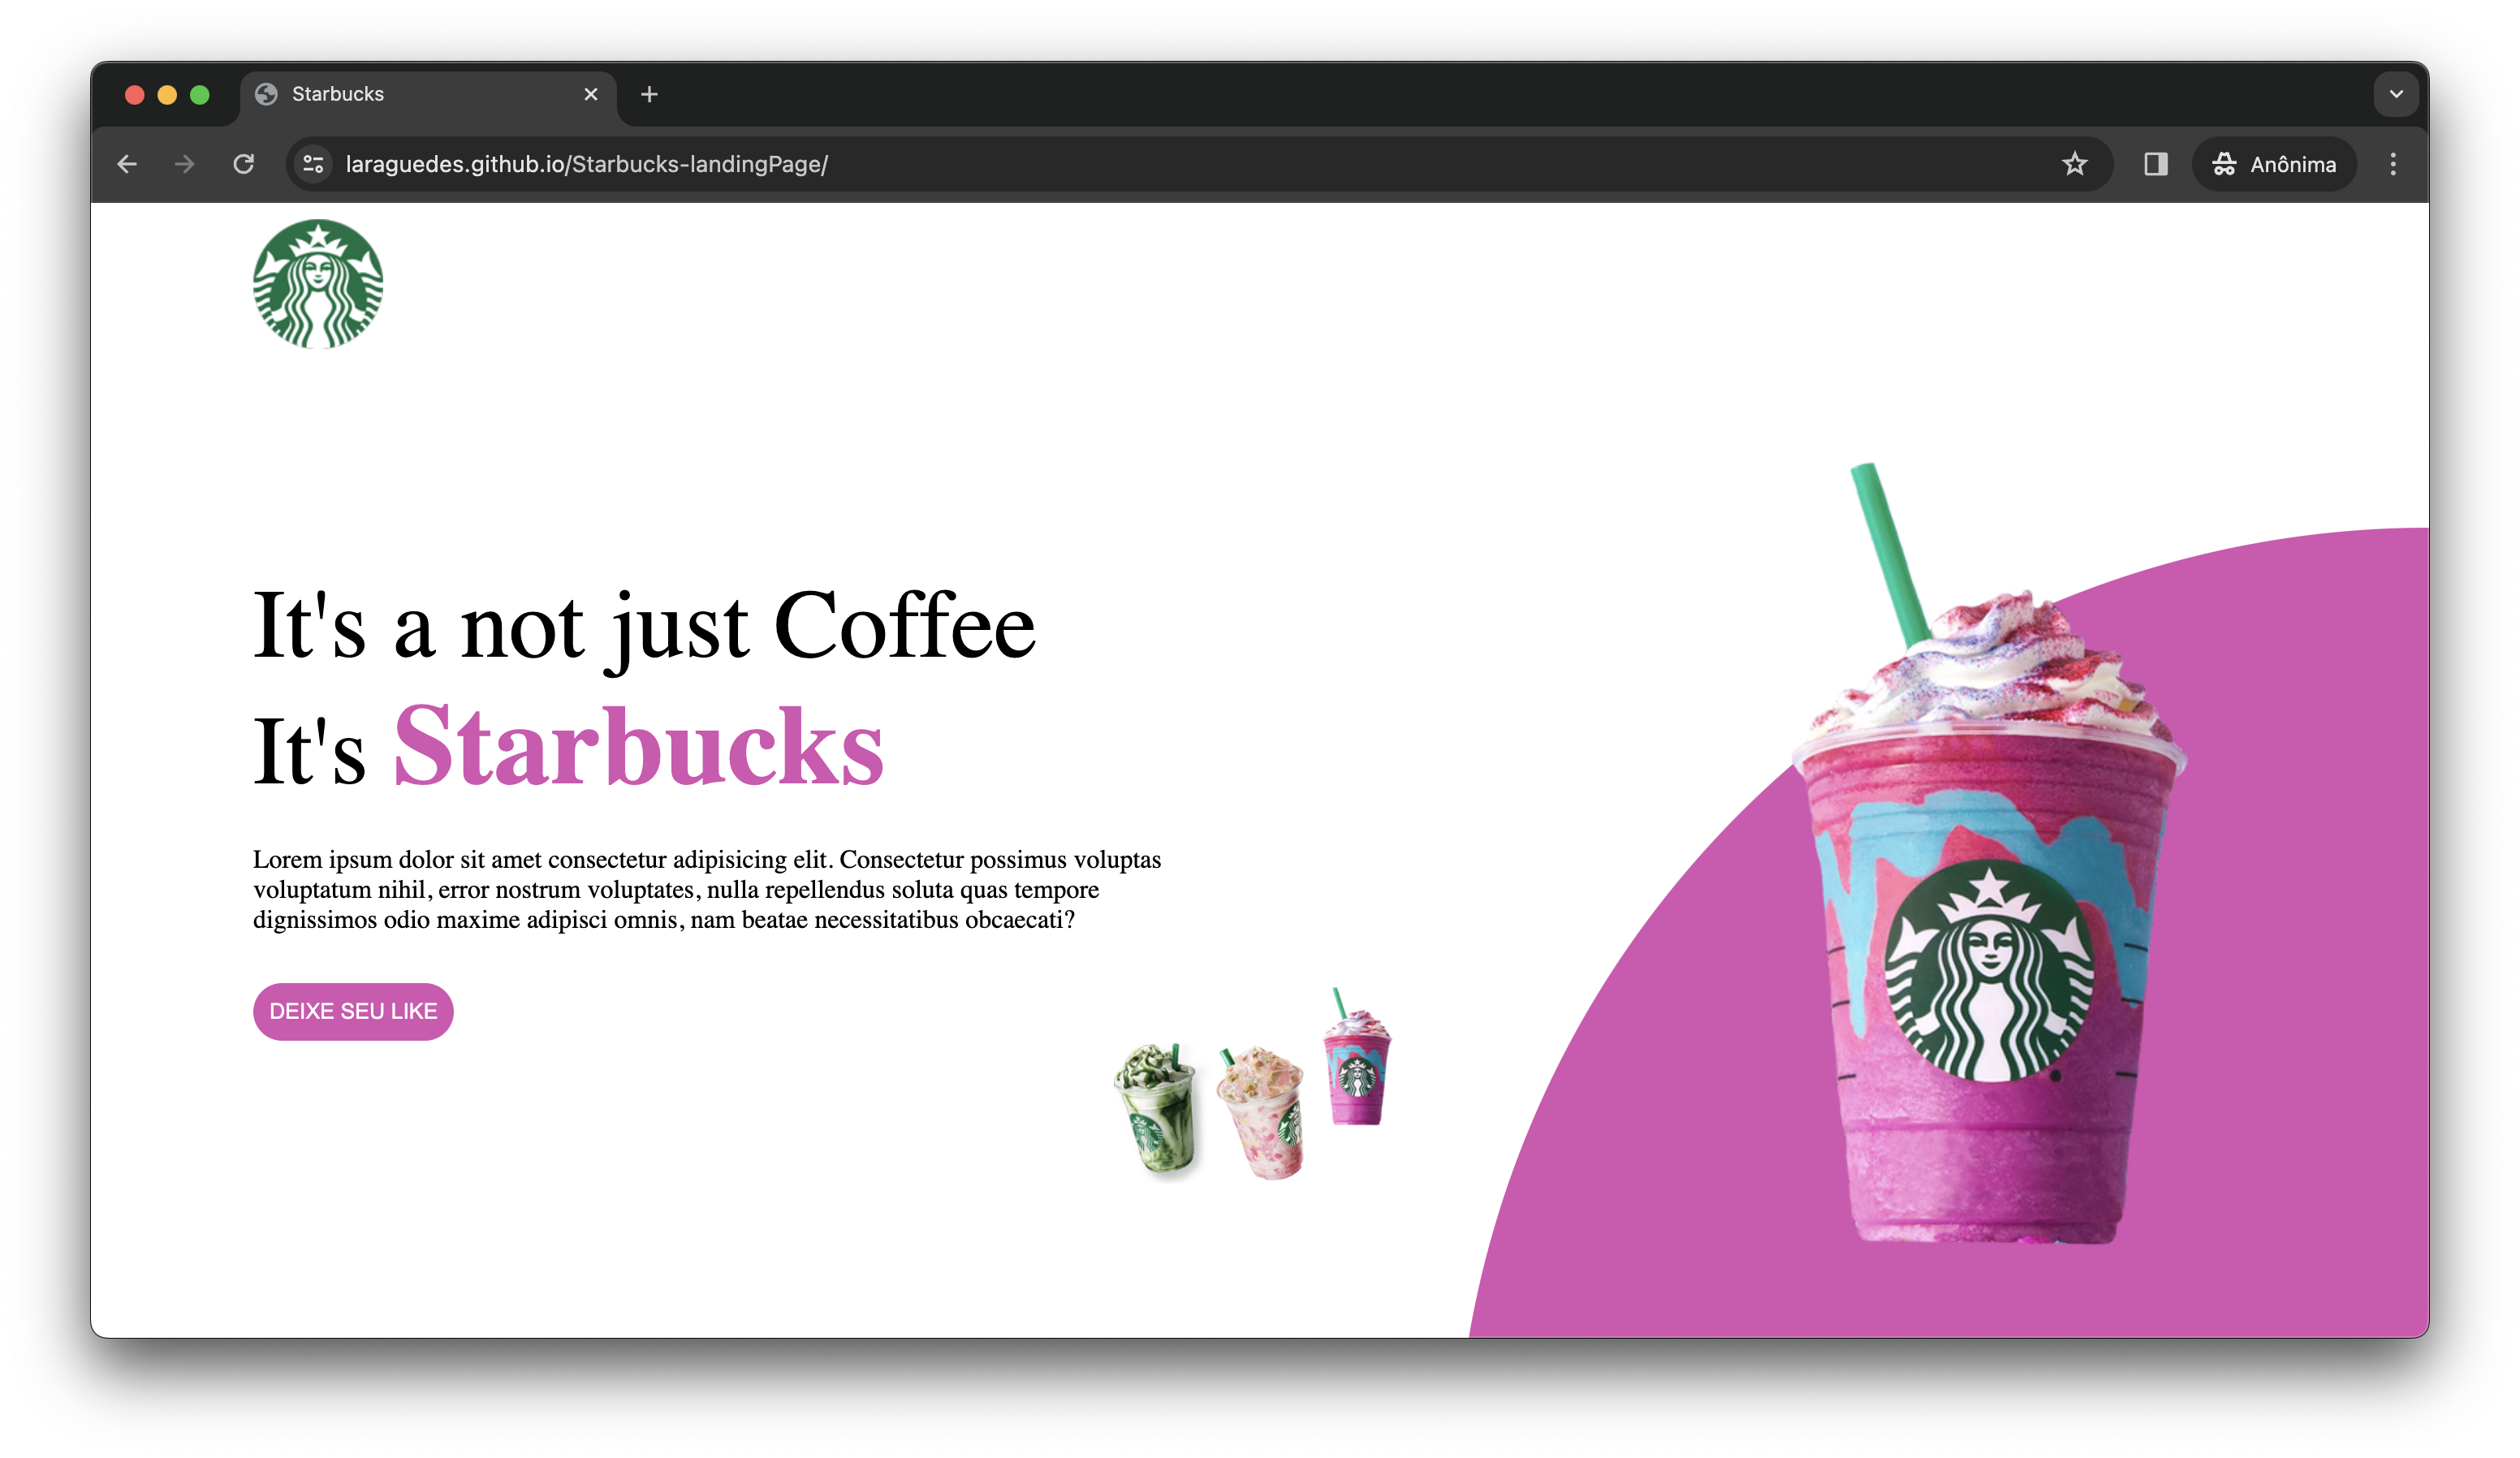 Starbucks
laraguedes.github.io/Starbucks-landingPage/
Anônima
It's a not just Coffee
It's Starbucks
Lorem ipsum dolor sit amet consectetur adipisicing elit. Consectetur possimus voluptas
voluptatum nihil, error nostrum voluptates, nulla repellendus soluta quas tempore
dignissimos odio maxime adipisci omnis, nam beatae necessitatibus obcaecati?
DEIXE SEU LIKE